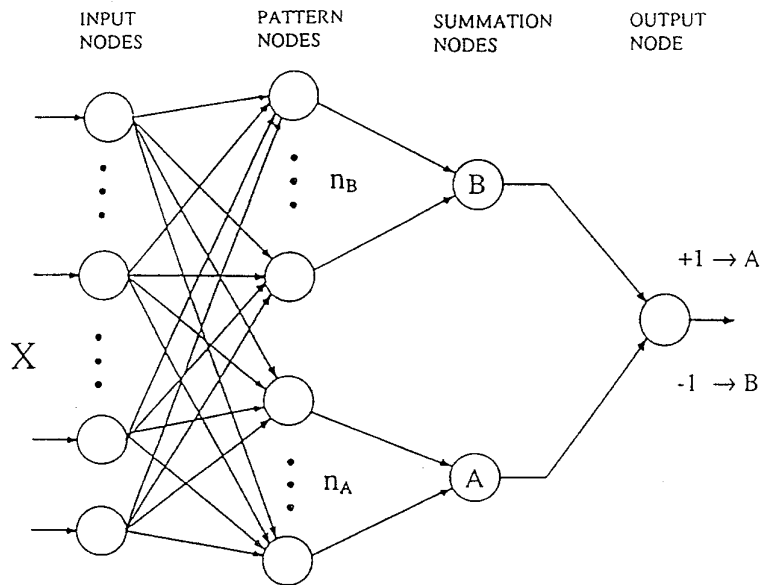 INPUT
NODES
PATTERN
NODES
SUMMATION
NODES
OUTPUT
NODE
n_B
B
+1 → A
X
-1 → B
n_A
A